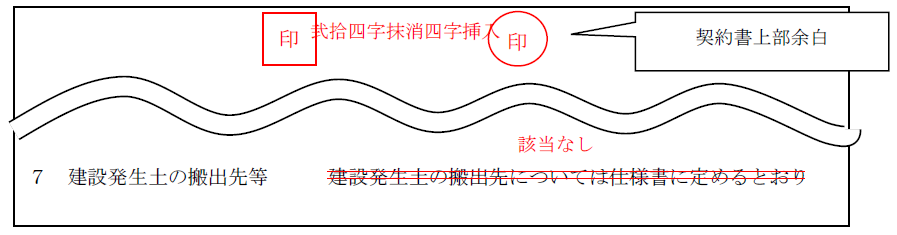 印 弐拾四字抹消四字挿入 印
契約書上部余白
該当なし
7 建設発生土の搬出先等 建設発生土の搬出先については仕様書に定めるとおり